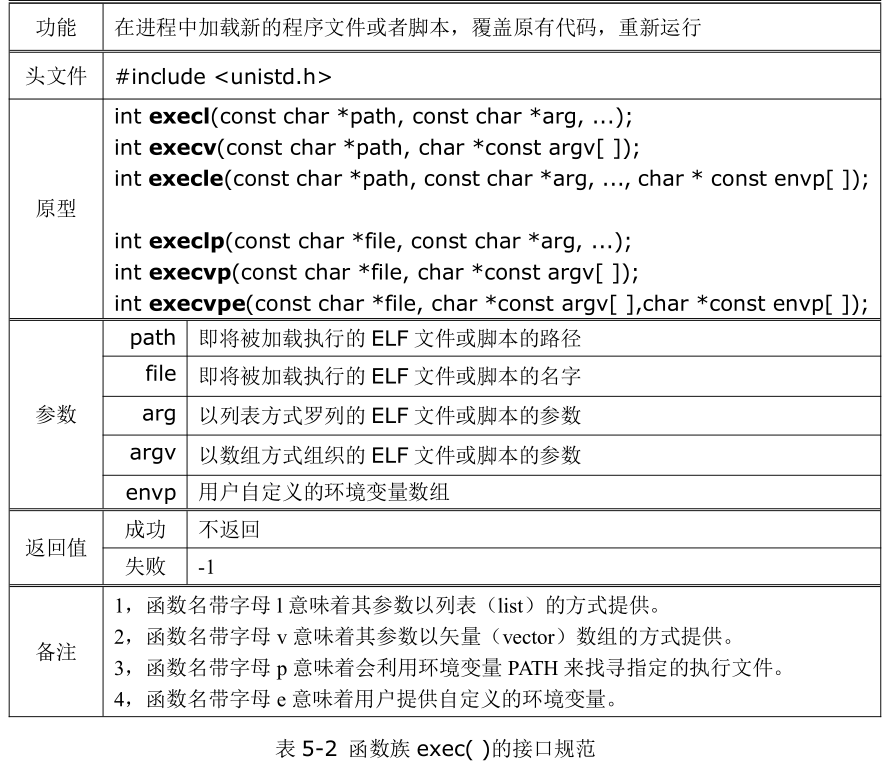 功能 在进程中加载新的程序文件或者脚本，覆盖原有代码，重新运行
头文件 #include <unistd.h>
原型
int execl(const char *path, const char *arg, ...);
int execv(const char *path, char *const argv[ ]);
int execle(const char *path, const char *arg, ..., char * const envp[ ]);
int execlp(const char *file, const char *arg, ...);
int execvp(const char *file, char *const argv[ ]);
int execvpe(const char *file, char *const argv[ ],char *const envp[ ]);
参数
path 即将被加载执行的 ELF 文件或脚本的路径
file 即将被加载执行的 ELF 文件或脚本的名字
arg 以列表方式罗列的 ELF 文件或脚本的参数
argv 以数组方式组织的 ELF 文件或脚本的参数
envp 用户自定义的环境变量数组
返回值
成功 不返回
失败 -1
备注
1，函数名带字母 l 意味着其参数以列表（list）的方式提供。
2，函数名带字母 v 意味着其参数以矢量（vector）数组的方式提供。
3，函数名带字母 p 意味着会利用环境变量 PATH 来找寻指定的执行文件。
4，函数名带字母 e 意味着用户提供自定义的环境变量。
表 5-2 函数族 exec( )的接口规范